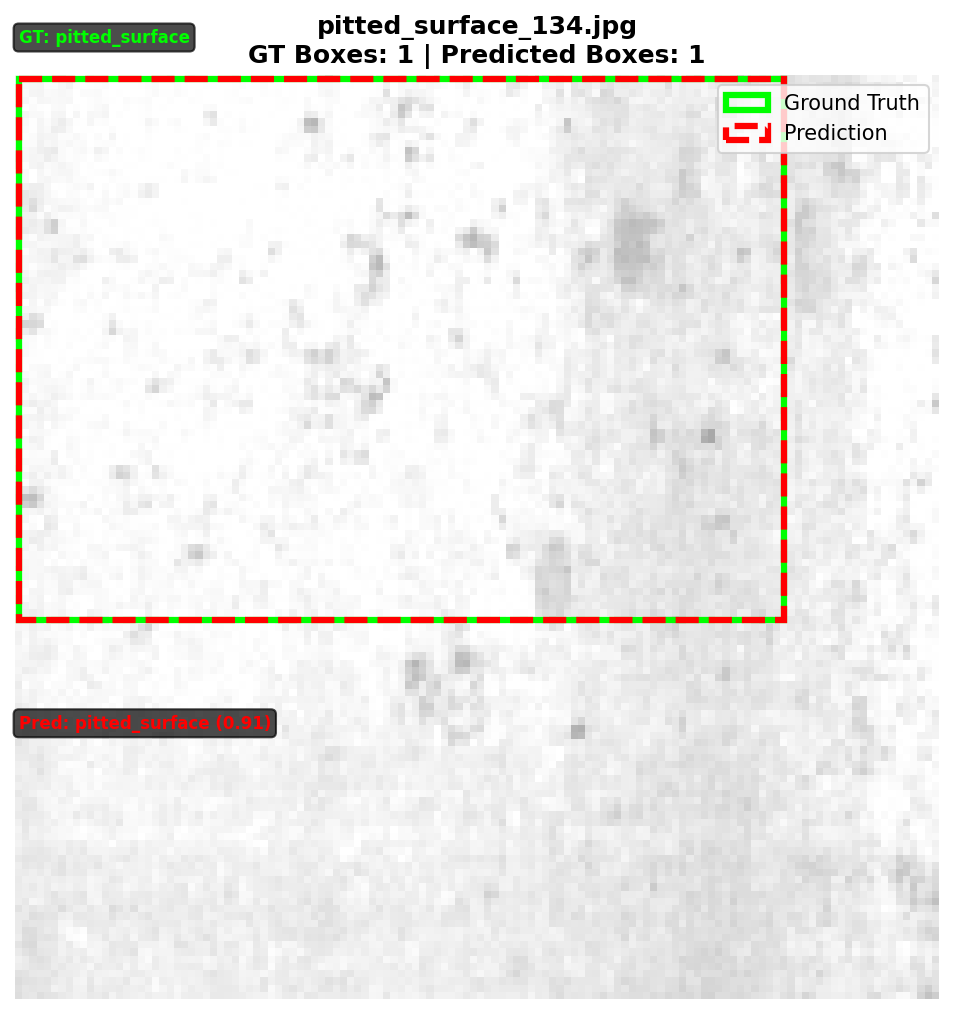 pitted_surface_134.jpg
GT Boxes: 1 | Predicted Boxes: 1
GT: pitted_surface
Ground Truth
Prediction
Pred: pitted_surface (0.91)